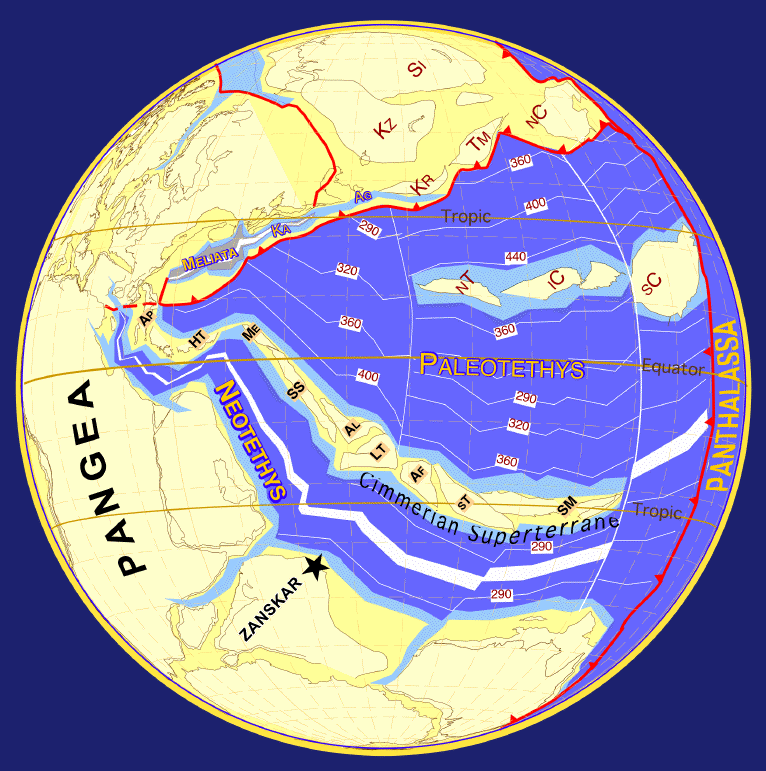 SI
KZ
NC
TM
KR
AG
360
400
Tropic
290
KA
MELIATA
440
320
NT
IC
SC
AP
HT
ME
360
360
PALEOTETHYS
Equator
PANTHALASSA
400
290
SS
320
AL
LT
360
AF
ST
SM
NEOTETHYS
PANGEA
Cimmerian Superterrane
Tropic
290
290
ZANSKAR